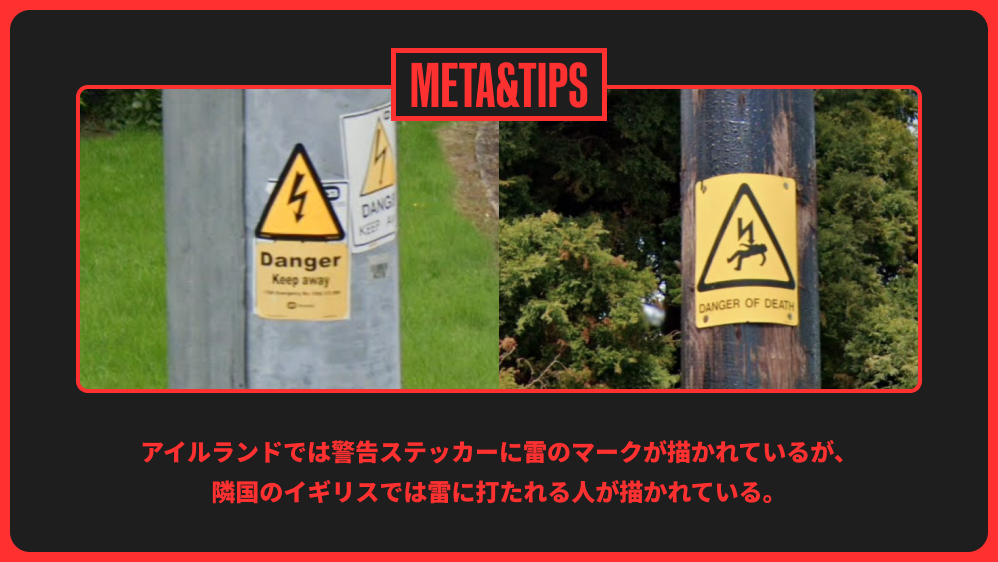 META&TIPS
DANG
KEEP
Danger
Keep away
DANGER OF DEATH
アイルランドでは警告ステッカーに雷のマークが描かれているが、
隣国のイギリスでは雷に打たれる人が描かれている。